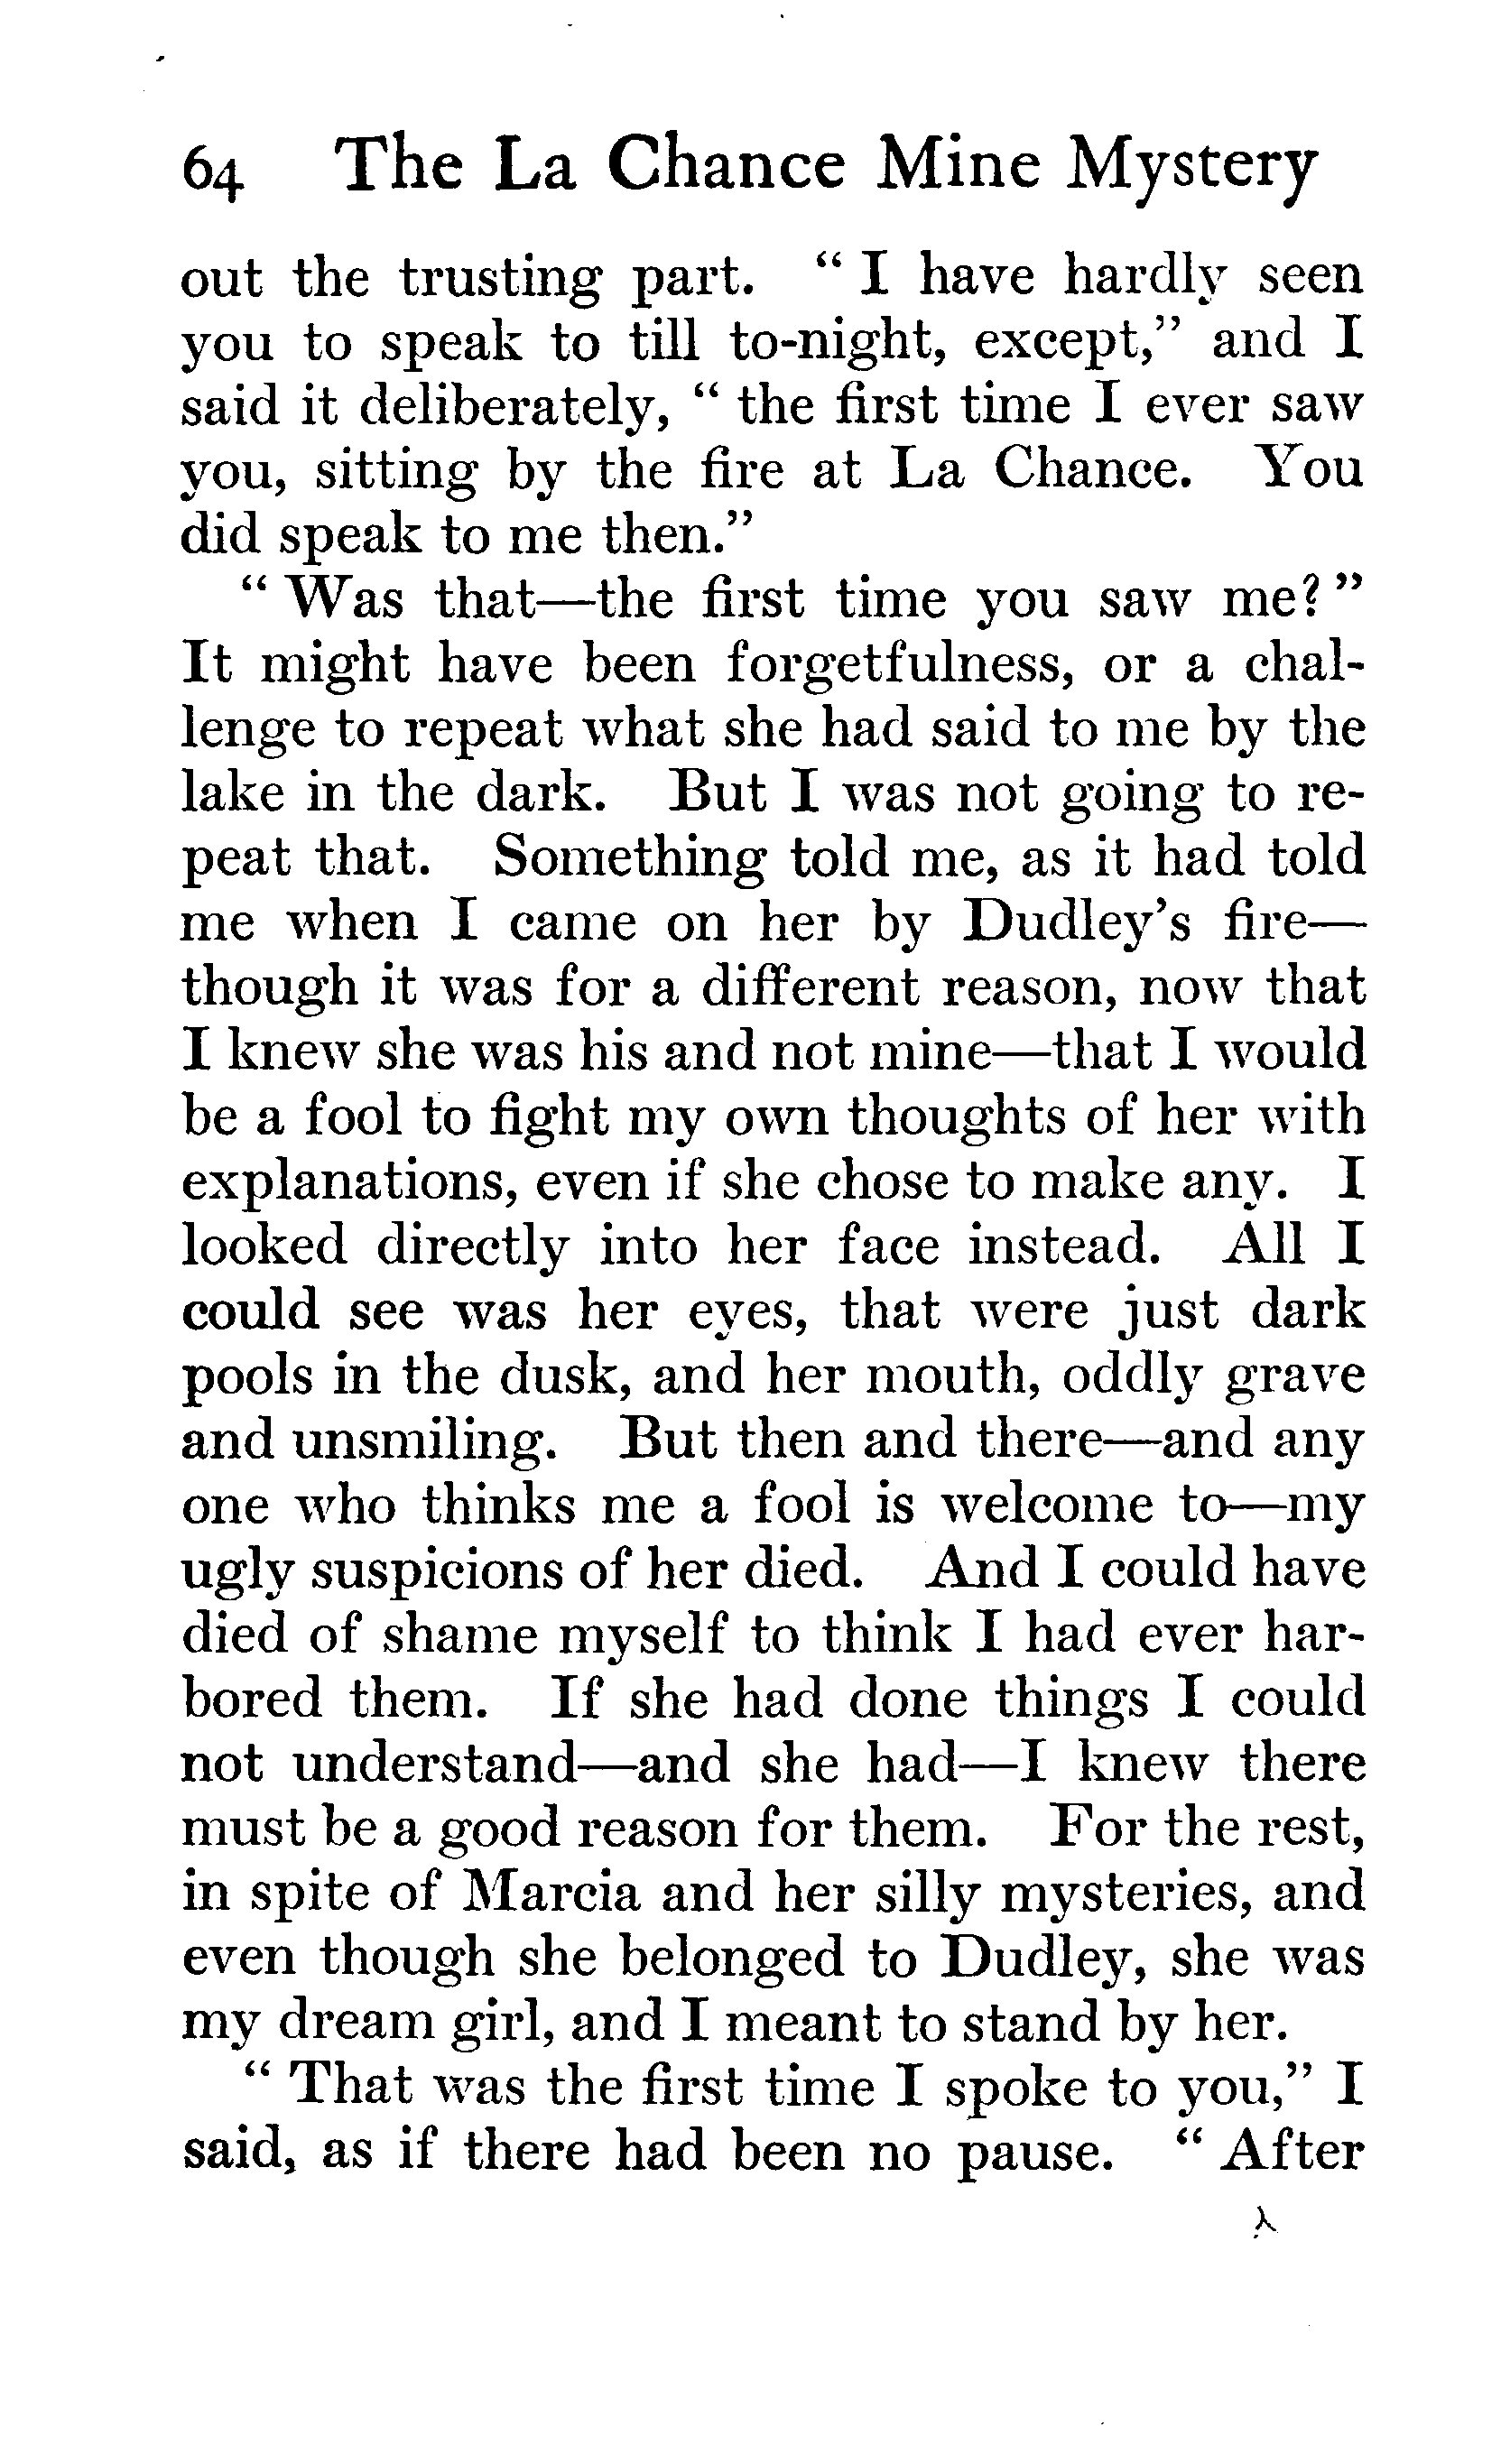 64 The La Chance Mine Mystery
out the trusting part. "I have hardly seen
you to speak to till to-night, except," and I
said it deliberately, "the first time I ever saw
you, sitting by the fire at La Chance. You
did speak to me then."
"Was that—the first time you saw me?"
It might have been forgetfulness, or a chal-
lenge to repeat what she had said to me by the
lake in the dark. But I was not going to re-
peat that. Something told me, as it had told
me when I came on her by Dudley's fire—
though it was for a different reason, now that
I knew she was his and not mine—that I would
be a fool to fight my own thoughts of her with
explanations, even if she chose to make any. I
looked directly into her face instead. All I
could see was her eyes, that were just dark
pools in the dusk, and her mouth, oddly grave
and unsmiling. But then and there—and any
one who thinks me a fool is welcome to—my
ugly suspicions of her died. And I could have
died of shame myself to think I had ever har-
bored them. If she had done things I could
not understand—and she had—I knew there
must be a good reason for them. For the rest,
in spite of Marcia and her silly mysteries, and
even though she belonged to Dudley, she was
my dream girl, and I meant to stand by her.
"That was the first time I spoke to you," I
said, as if there had been no pause. "After